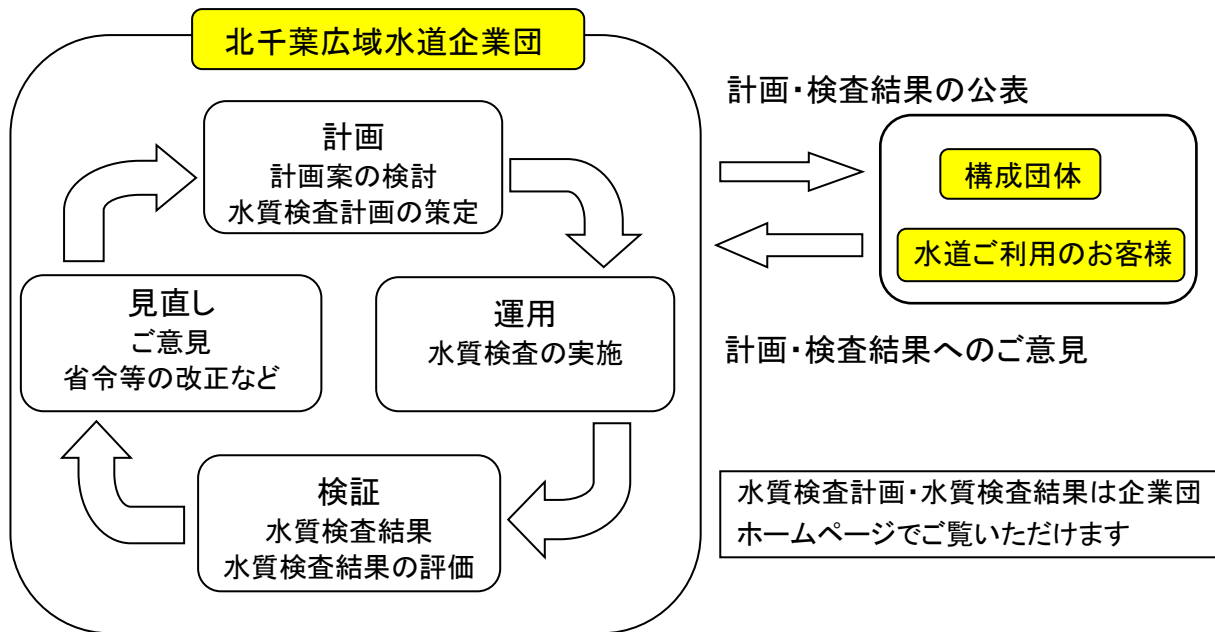 北千葉広域水道企業団
計画
計画案の検討
水質検査計画の策定
運用
水質検査の実施
検証
水質検査結果
水質検査結果の評価
見直し
ご意見
省令等の改正など
計画・検査結果の公表
構成団体
水道ご利用のお客様
計画・検査結果へのご意見
水質検査計画・水質検査結果は企業団
ホームページでご覧いただけます